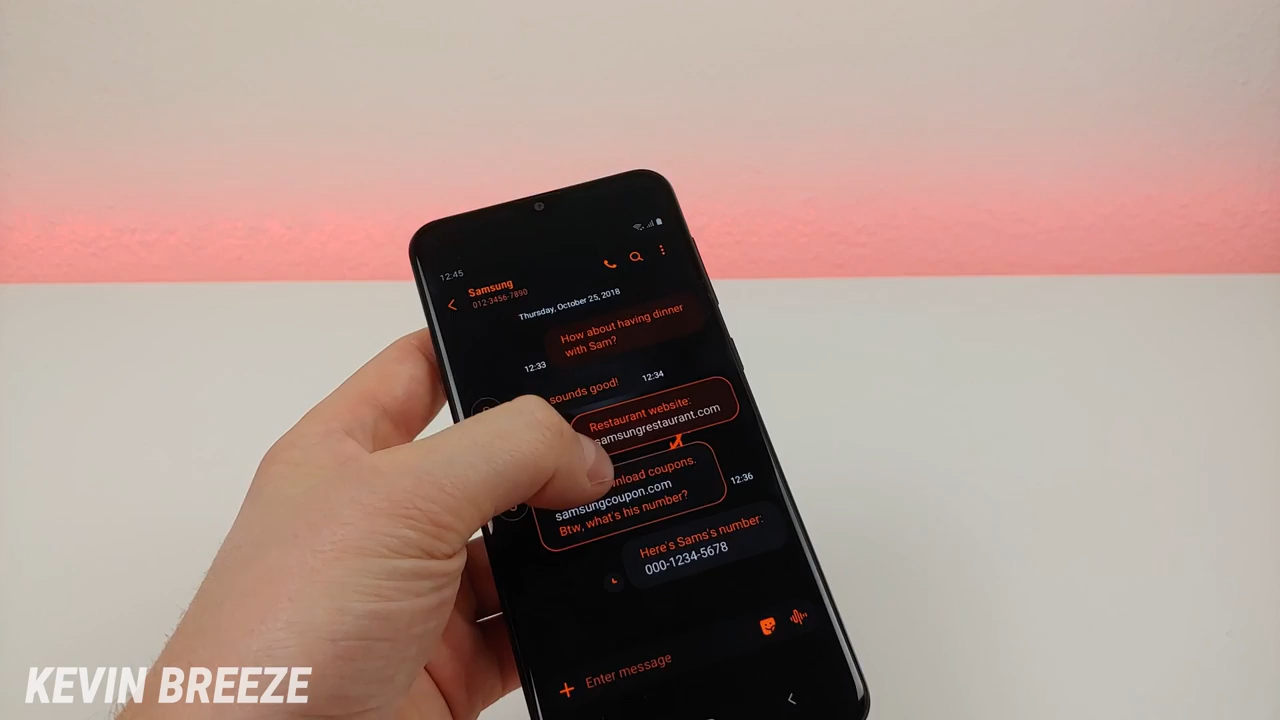 12:45
Samsung
012-3456-7890
Thursday, October 25, 2018
How about having dinner
with Sam?
12:33
sounds good!
12:34
Restaurant website:
samsungrestaurant.com
coupons.
samsungcoupon.com
Btw, what's his number?
12:36
Here's Sams's number:
000-1234-5678
Enter message
KEVIN BREEZE